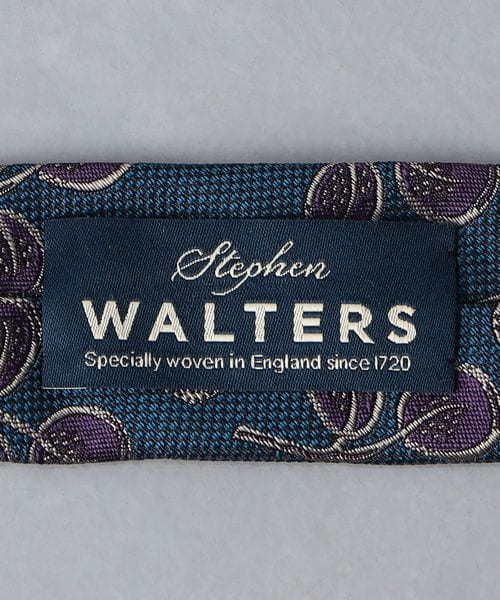 Stephen
WALTERS
Specially woven in England since 1720